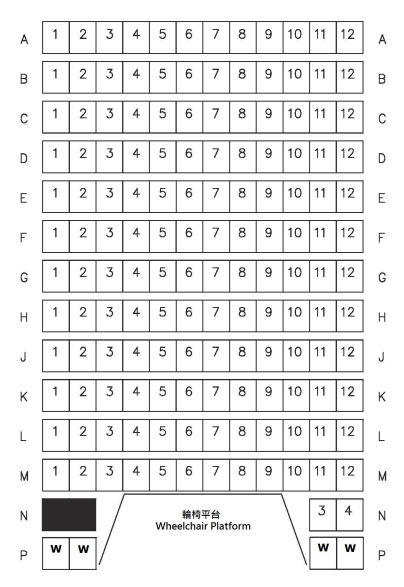 A 1 2 3 4 5 6 7 8 9 10 11 12 A
B 1 2 3 4 5 6 7 8 9 10 11 12 B
C 1 2 3 4 5 6 7 8 9 10 11 12 C
D 1 2 3 4 5 6 7 8 9 10 11 12 D
E 1 2 3 4 5 6 7 8 9 10 11 12 E
F 1 2 3 4 5 6 7 8 9 10 11 12 F
G 1 2 3 4 5 6 7 8 9 10 11 12 G
H 1 2 3 4 5 6 7 8 9 10 11 12 H
J 1 2 3 4 5 6 7 8 9 10 11 12 J
K 1 2 3 4 5 6 7 8 9 10 11 12 K
L 1 2 3 4 5 6 7 8 9 10 11 12 L
M 1 2 3 4 5 6 7 8 9 10 11 12 M
N 3 4 N
輪椅平台
Wheelchair Platform
P W W W W P